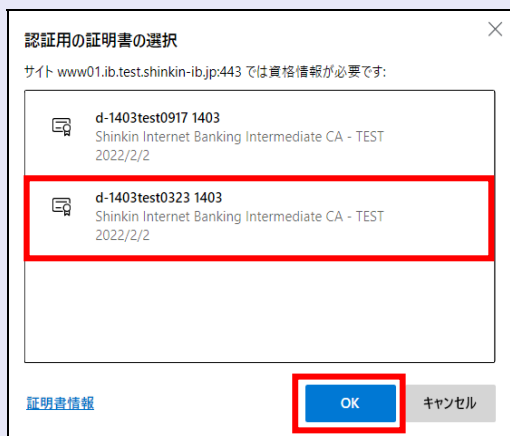 認証用の証明書の選択
サイト www01.ib.test.shinkin-ib.jp:443 では資格情報が必要です:
d-1403test0917 1403
Shinkin Internet Banking Intermediate CA - TEST
2022/2/2
d-1403test0323 1403
Shinkin Internet Banking Intermediate CA - TEST
2022/2/2
証明書情報
OK
キャンセル